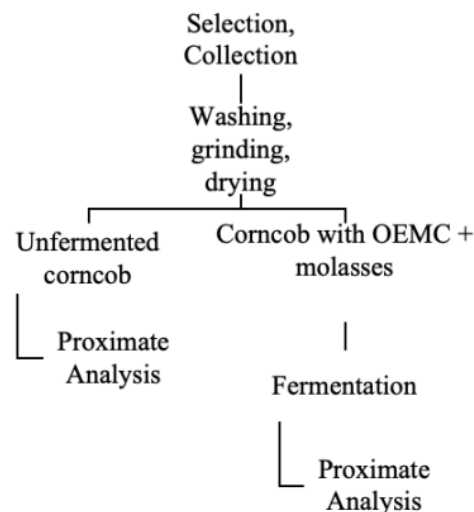 Selection,
Collection
Washing,
grinding,
drying
Unfermented
corncob
Corncob with OEMC +
molasses
Proximate
Analysis
Fermentation
Proximate
Analysis